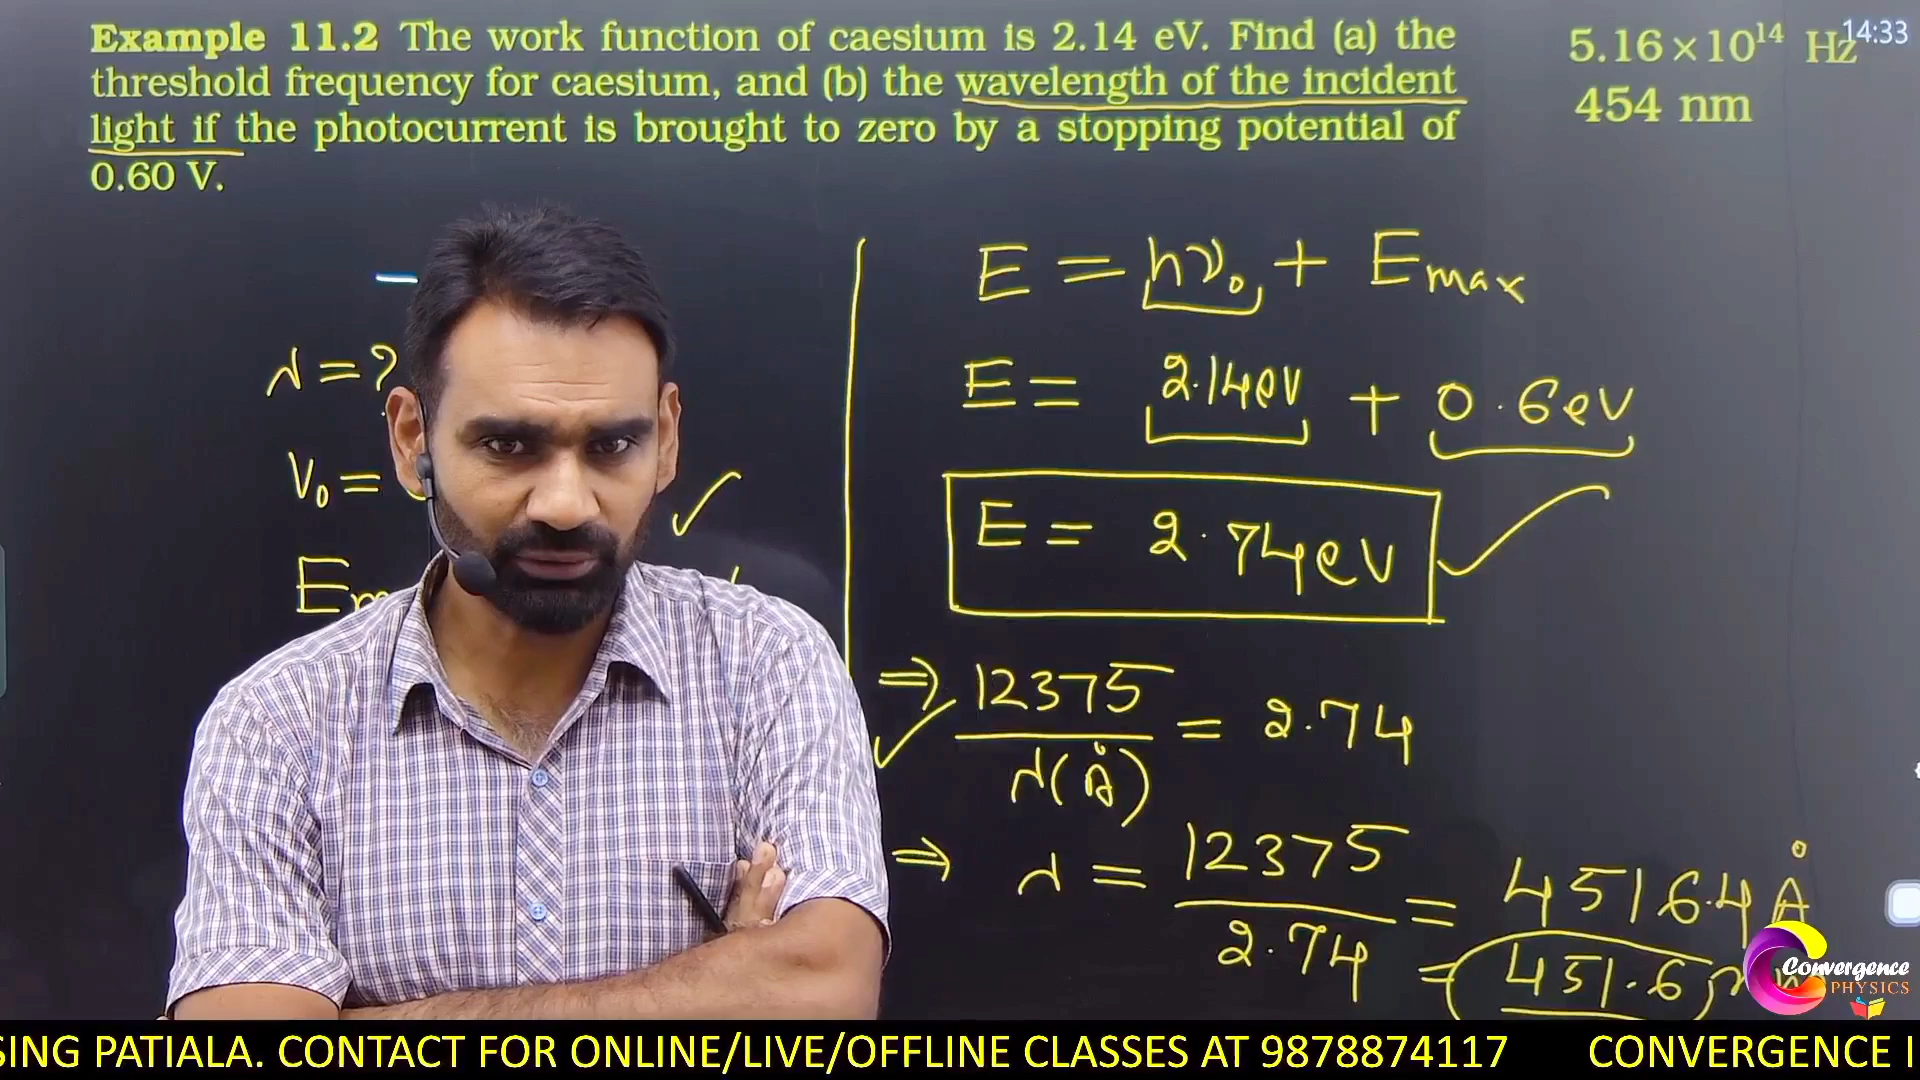 Example 11.2 The work function of caesium is 2.14 eV. Find (a) the
threshold frequency for caesium, and (b) the wavelength of the incident
light if the photocurrent is brought to zero by a stopping potential of
0.60 V.
5.16×10¹⁴ Hz
454 nm
14:33
λ = ?
V₀ =
E = hν₀ + Emax
E = 2.14eV + 0.6eV
E = 2.74eV
⇒ 12375 / λ(Å) = 2.74
⇒ λ = 12375 / 2.74 = 4516.4 Å
= 451.6
Convergence
PHYSICS
SING PATIALA. CONTACT FOR ONLINE/LIVE/OFFLINE CLASSES AT 9878874117 CONVERGENCE I